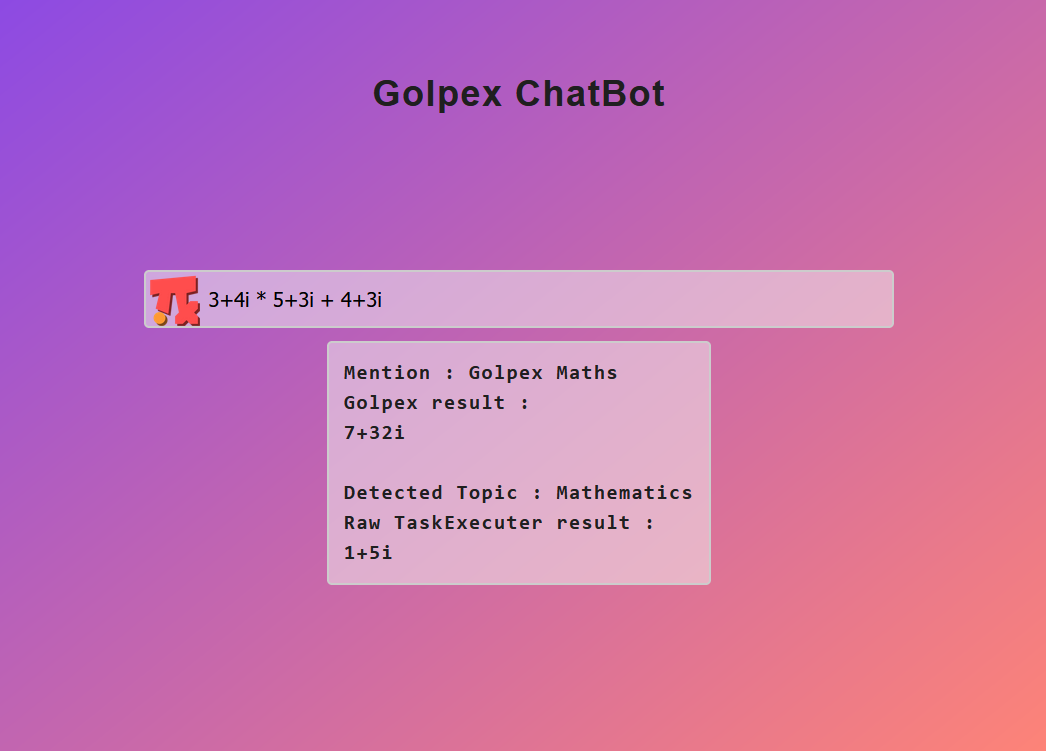 Golpex ChatBot
3+4i * 5+3i + 4+3i
Mention : Golpex Maths
Golpex result :
7+32i
Detected Topic : Mathematics
Raw TaskExecuter result :
1+5i